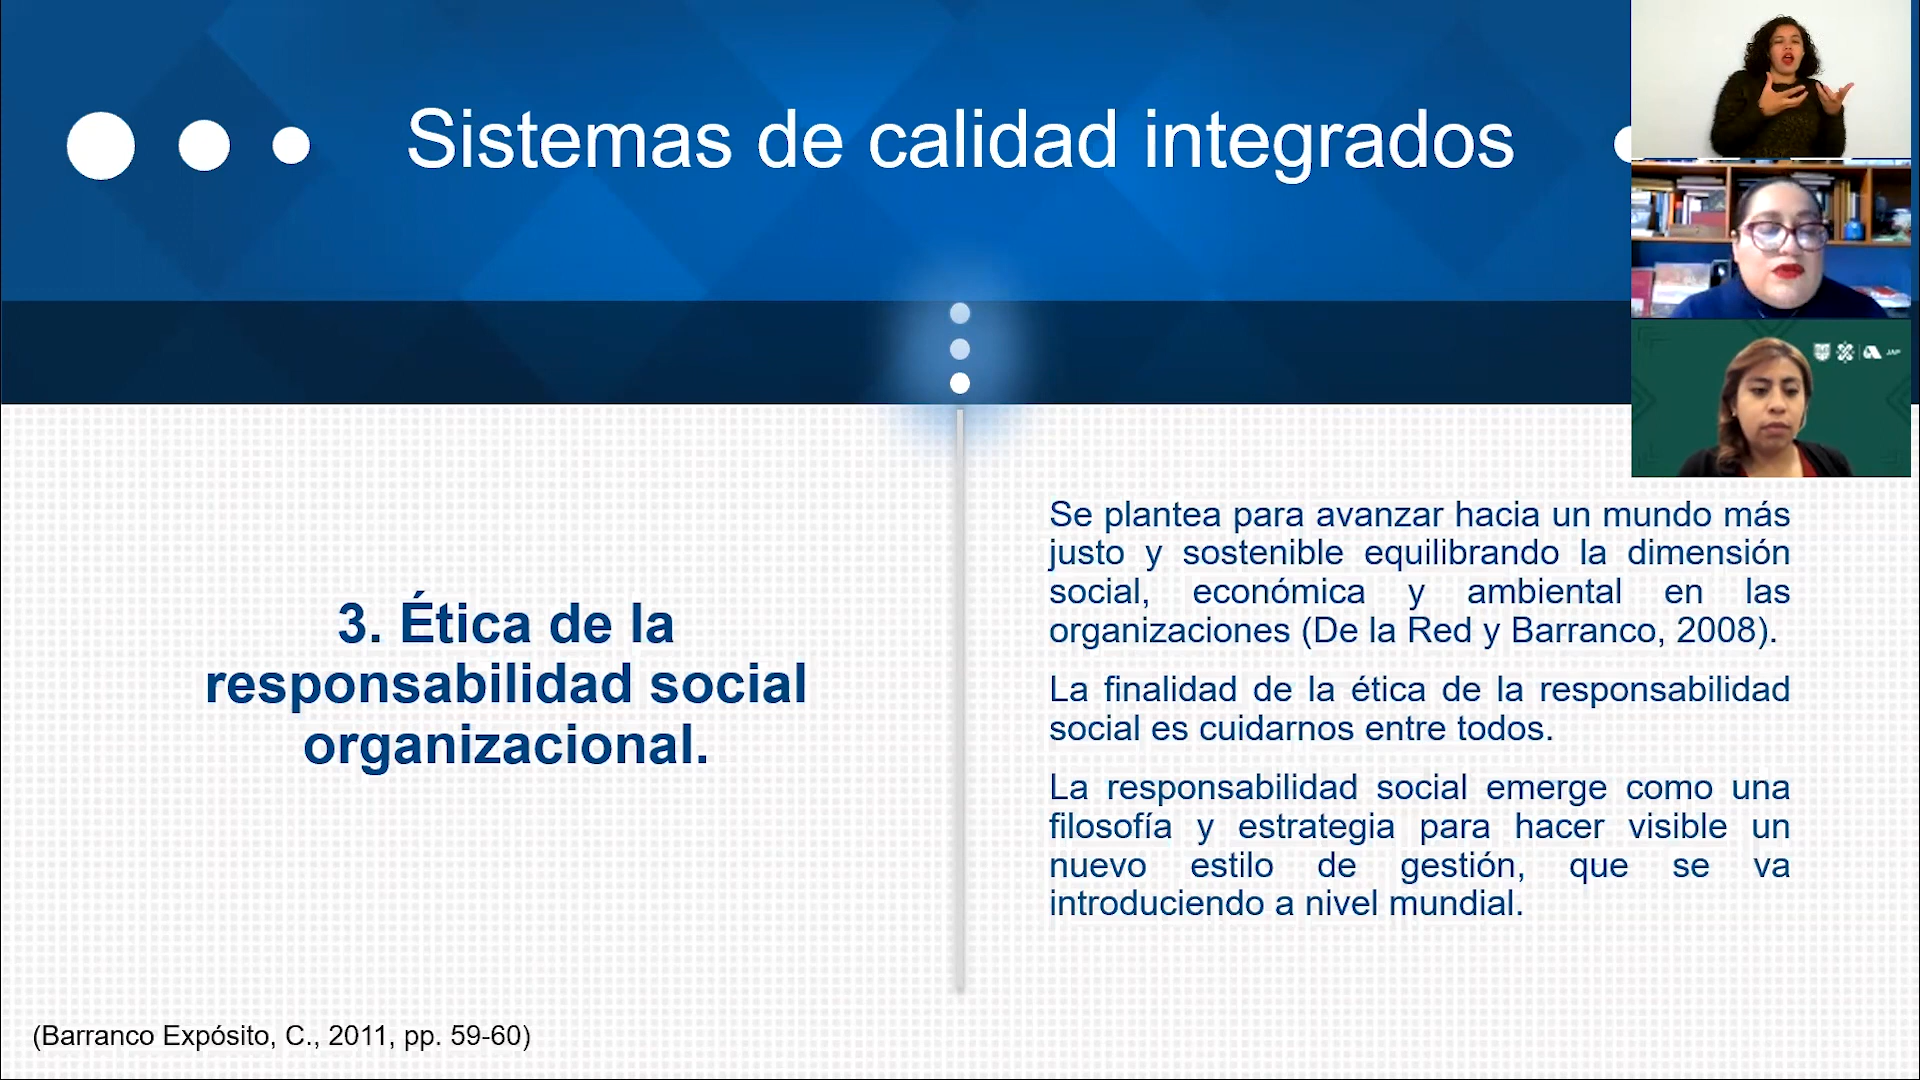 Sistemas de calidad integrados
3. Ética de la
responsabilidad social
organizacional.
Se plantea para avanzar hacia un mundo más
justo y sostenible equilibrando la dimensión
social, económica y ambiental en las
organizaciones (De la Red y Barranco, 2008).
La finalidad de la ética de la responsabilidad
social es cuidarnos entre todos.
La responsabilidad social emerge como una
filosofía y estrategia para hacer visible un
nuevo estilo de gestión, que se va
introduciendo a nivel mundial.
(Barranco Expósito, C., 2011, pp. 59-60)